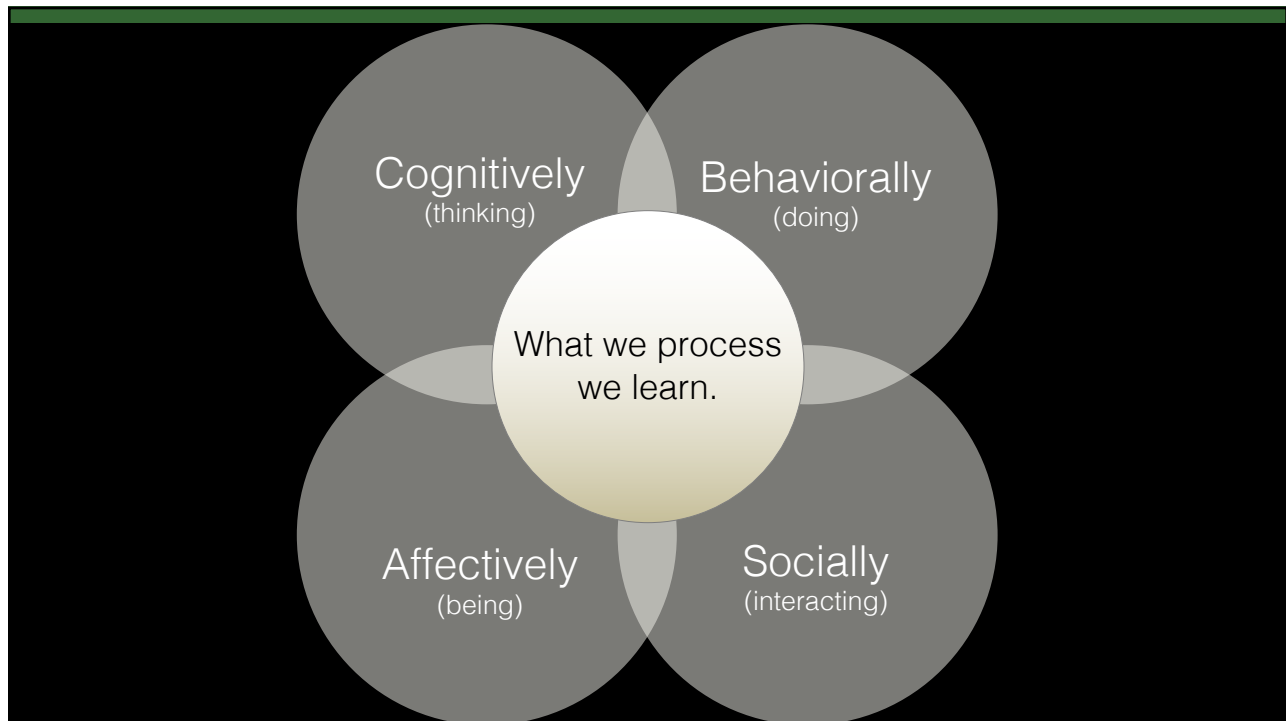 Cognitively
(thinking)
Behaviorally
(doing)
What we process
we learn.
Affectively
(being)
Socially
(interacting)